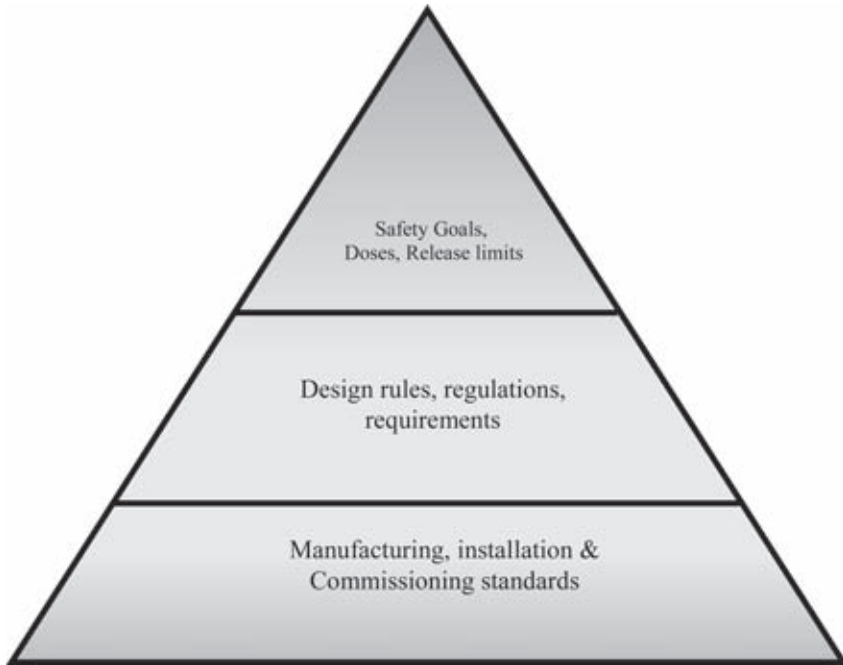 Safety Goals,
Doses, Release limits
Design rules, regulations,
requirements
Manufacturing, installation &
Commissioning standards